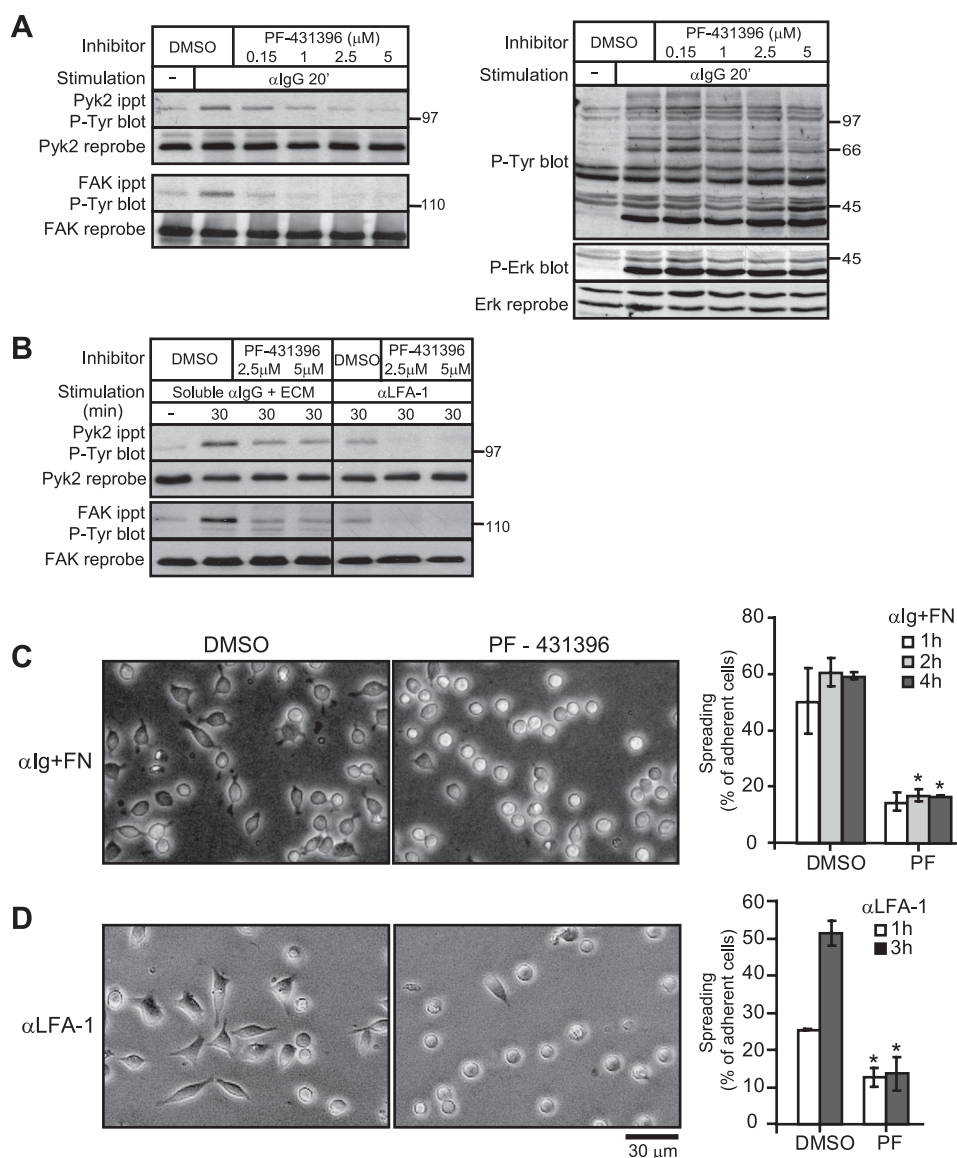 A
Inhibitor DMSO PF-431396 (μM)
0.15 1 2.5 5
Stimulation - αIgG 20'
Pyk2 ippt
P-Tyr blot
97
Pyk2 reprobe
FAK ippt
P-Tyr blot
110
FAK reprobe
Inhibitor DMSO PF-431396 (μM)
0.15 1 2.5 5
Stimulation - αIgG 20'
97
66
P-Tyr blot
45
P-Erk blot
45
Erk reprobe
B
Inhibitor DMSO PF-431396 DMSO PF-431396
2.5μM 5μM 2.5μM 5μM
Stimulation Soluble αIgG + ECM αLFA-1
(min) - 30 30 30 30 30 30
Pyk2 ippt
P-Tyr blot
97
Pyk2 reprobe
FAK ippt
P-Tyr blot
110
FAK reprobe
C
DMSO PF - 431396
αIg+FN
80
60
40
20
0
Spreading
(% of adherent cells)
αIg+FN
1h
2h
4h
* *
DMSO PF
D
αLFA-1
30 μm
60
50
40
30
20
10
0
Spreading
(% of adherent cells)
αLFA-1
1h
3h
* *
DMSO PF